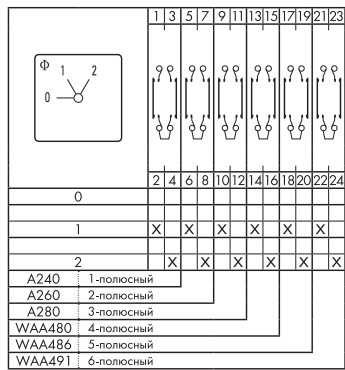 1 3 5 7 9 11 13 15 17 19 21 23
Φ
1 2
0
2 4 6 8 10 12 14 16 18 20 22 24
0
1 X X X X X X
2 X X X X X X
A240 1-полюсный
A260 2-полюсный
A280 3-полюсный
WAA480 4-полюсный
WAA486 5-полюсный
WAA491 6-полюсный